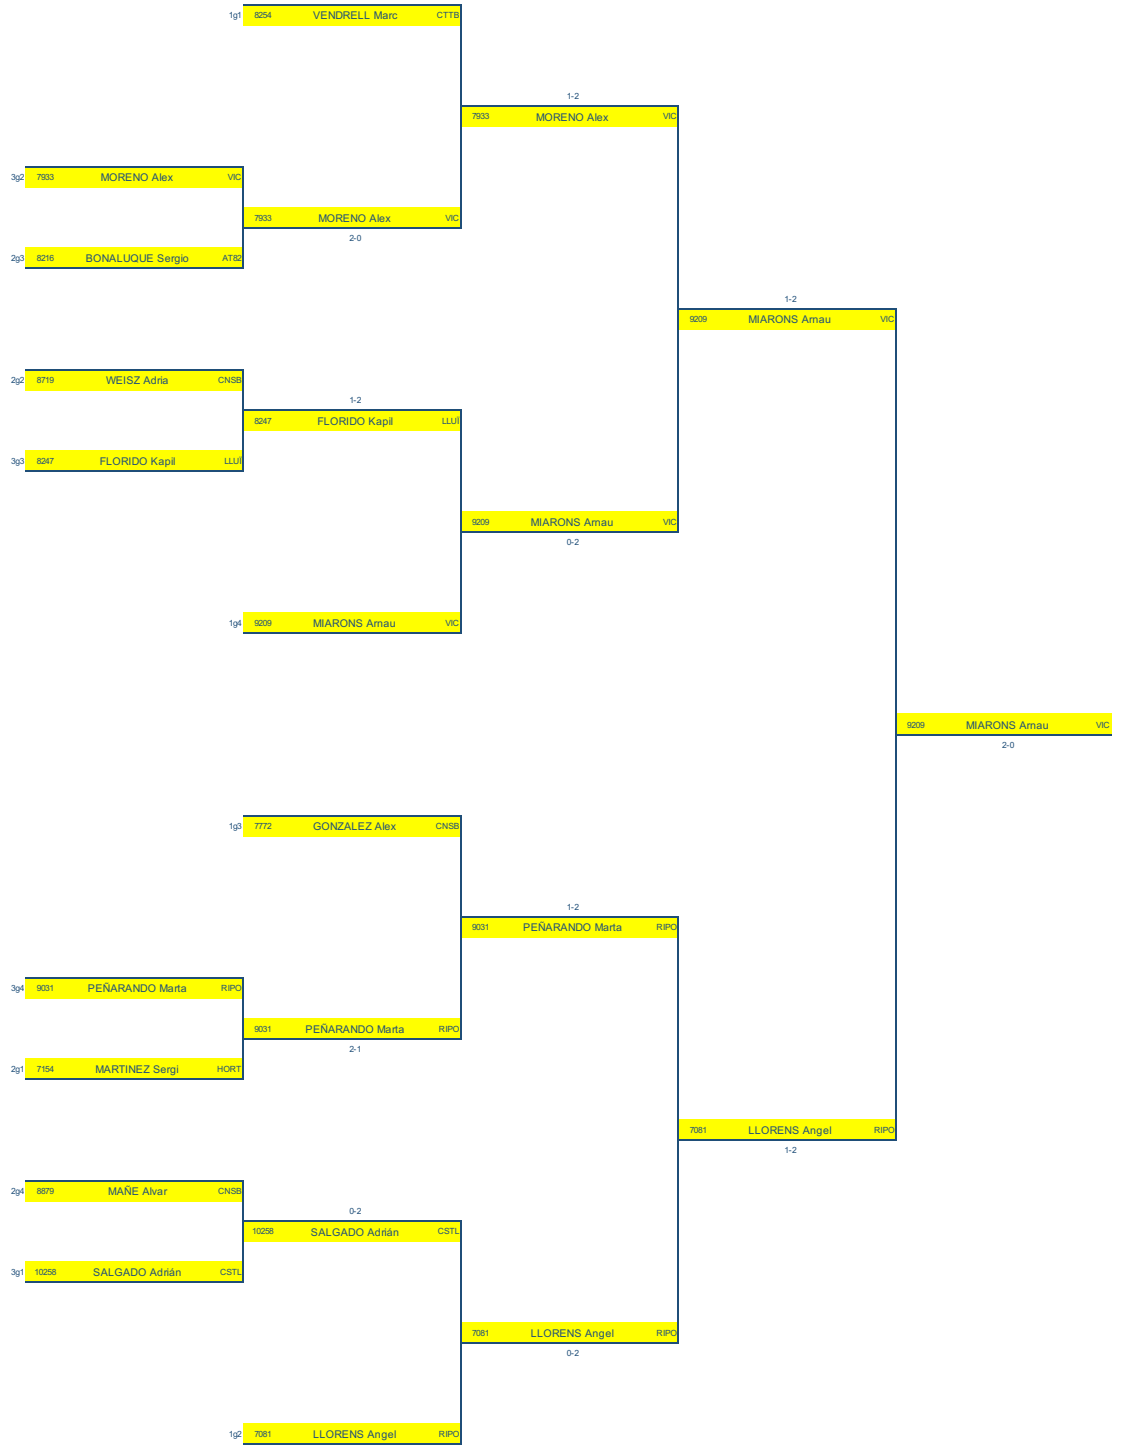 1g1 8254 VENDRELL Marc CTTB
1-2
7933 MORENO Alex VIC
3g2 7933 MORENO Alex VIC
7933 MORENO Alex VIC
2-0
2g3 8216 BONALUQUE Sergio AT82
1-2
9209 MIARONS Arnau VIC
2g2 8719 WEISZ Adria CNSB
1-2
8247 FLORIDO Kapil LLUÏ
3g3 8247 FLORIDO Kapil LLUÏ
9209 MIARONS Arnau VIC
0-2
1g4 9209 MIARONS Arnau VIC
9209 MIARONS Arnau VIC
2-0
1g3 7772 GONZALEZ Alex CNSB
1-2
9031 PEÑARANDO Marta RIPO
3g4 9031 PEÑARANDO Marta RIPO
9031 PEÑARANDO Marta RIPO
2-1
2g1 7154 MARTINEZ Sergi HORT
7081 LLORENS Angel RIPO
1-2
2g4 8879 MAÑE Alvar CNSB
0-2
10258 SALGADO Adrián CSTL
3g1 10258 SALGADO Adrián CSTL
7081 LLORENS Angel RIPO
0-2
1g2 7081 LLORENS Angel RIPO